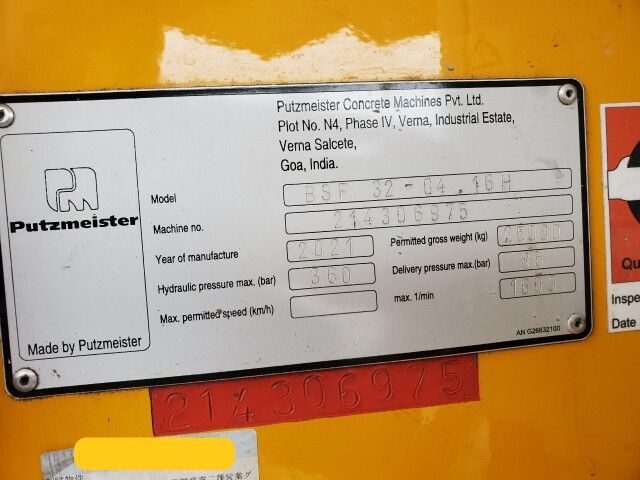 Putzmeister Concrete Machines Pvt. Ltd.
Plot No. N4, Phase IV, Verna, Industrial Estate,
Verna Salcete,
Goa, India.
PM
Putzmeister
Made by Putzmeister
Model BSF 32-04.16H
Machine no. 214306975
Year of manufacture 2021 Permitted gross weight (kg)
Hydraulic pressure max. (bar) 360 Delivery pressure max.(bar) 85
Max. permitted speed (km/h) max. 1/min
AN G26832100
214306975
Qu
Inspe
Date